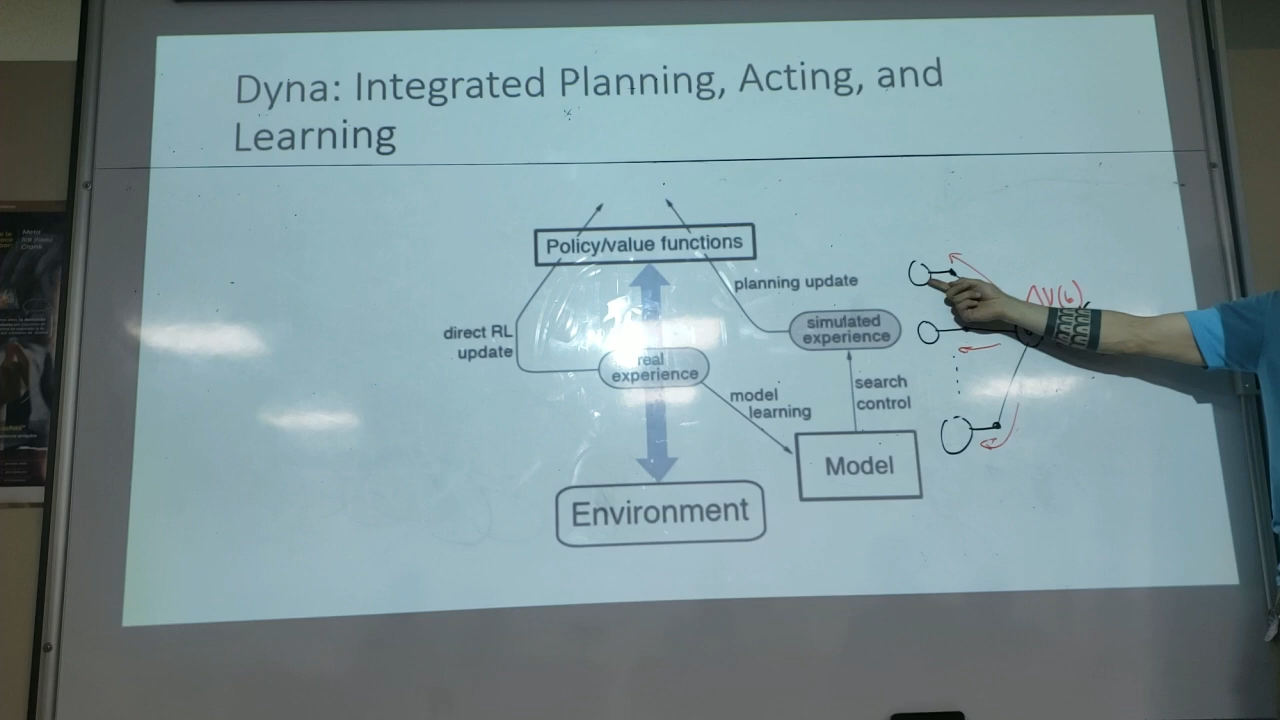 Dyna: Integrated Planning, Acting, and
Learning
Policy/value functions
planning update
direct RL
update
simulated
experience
real
experience
model
learning
search
control
Model
Environment